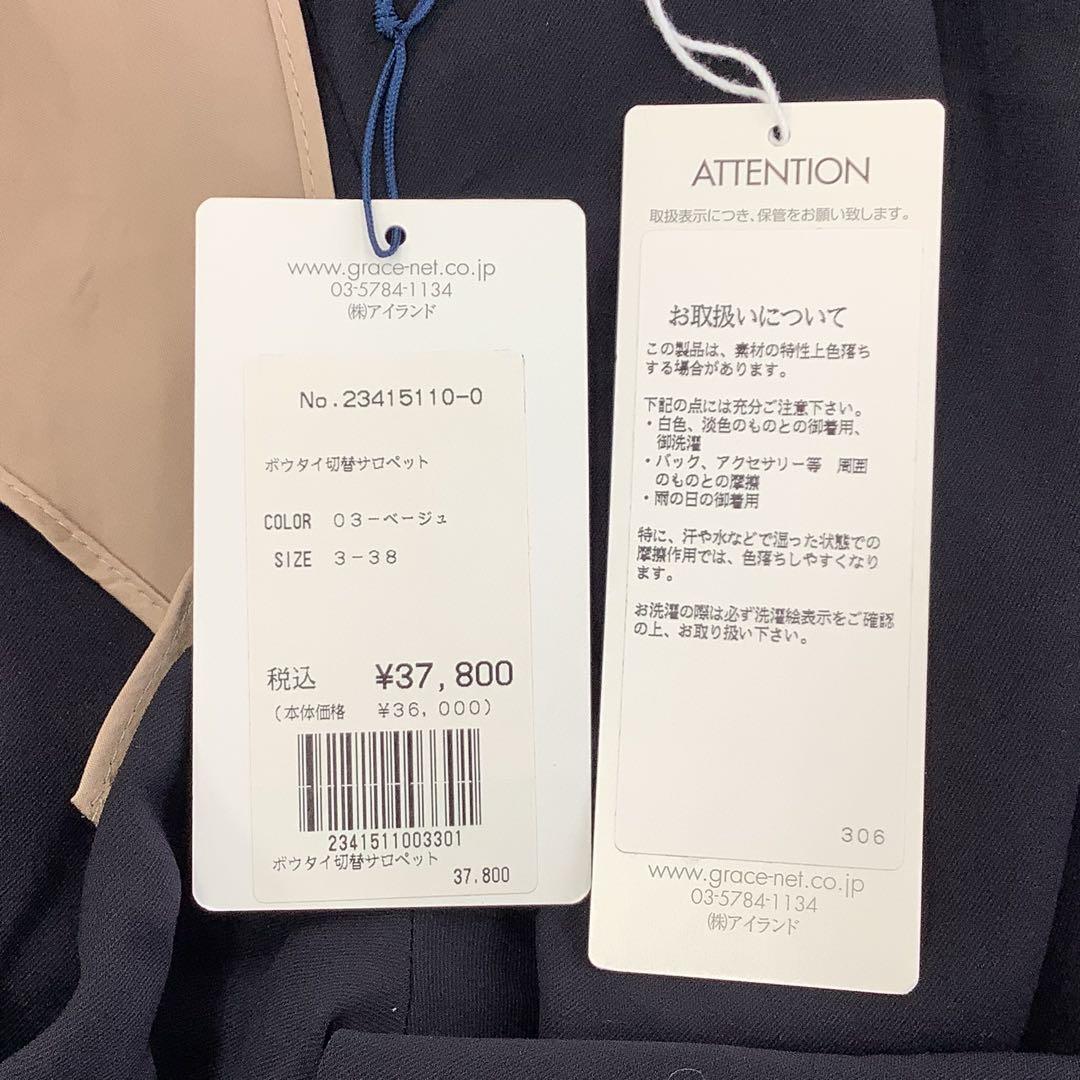 www.grace-net.co.jp
03-5784-1134
㈱アイランド
No.23415110-0
ボウタイ切替サロペット
COLOR 03-ベージュ
SIZE 3-38
税込 ¥37,800
(本体価格 ¥36,000)
2341511003301
ボウタイ切替サロペット
37,800
ATTENTION
取扱表示につき、保管をお願い致します。
お取扱いについて
この製品は、素材の特性上色落ち
する場合があります。
下記の点には充分ご注意下さい。
・白色、淡色のものとの御着用、
御洗濯
・バック、アクセサリー等 周囲
のものとの摩擦
・雨の日の御着用
特に、汗や水などで湿った状態での
摩擦作用では、色落ちしやすくなり
ます。
お洗濯の際は必ず洗濯絵表示をご確認
の上、お取り扱い下さい。
306
www.grace-net.co.jp
03-5784-1134
㈱アイランド